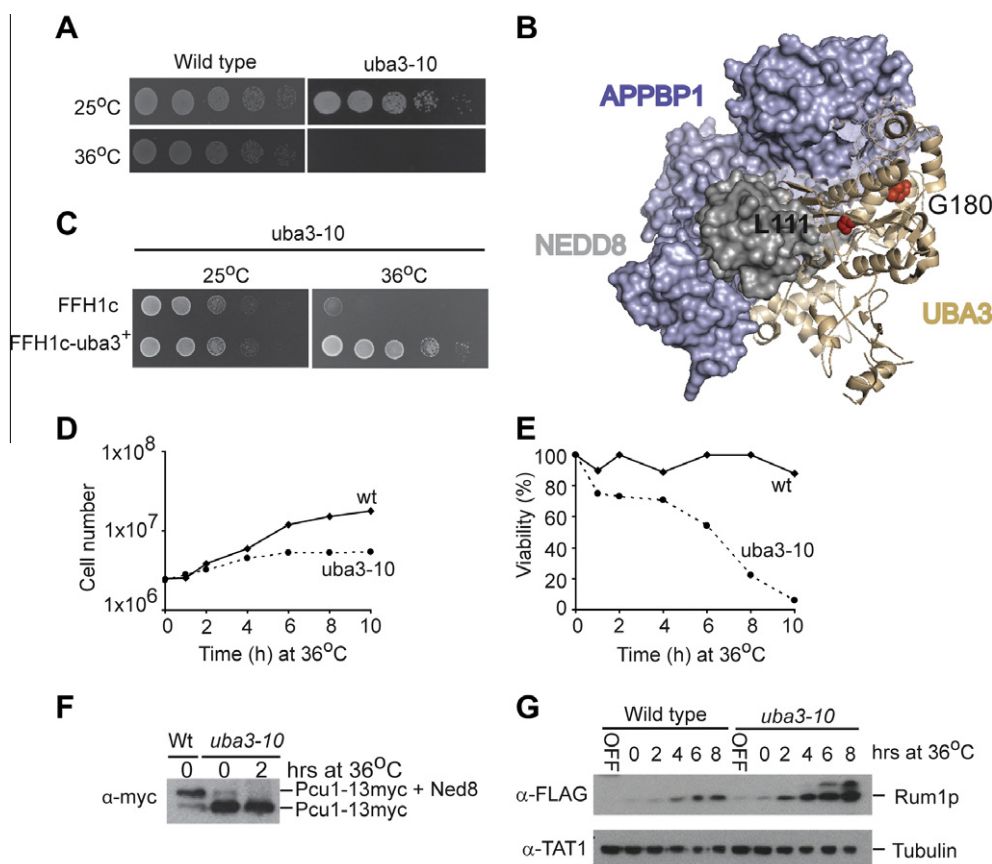 A
Wild type uba3-10
25°C
36°C
B
APPBP1
NEDD8
L111
G180
UBA3
C
uba3-10
25°C 36°C
FFH1c
FFH1c-uba3+
D
1x10^8
1x10^7
1x10^6
Cell number
wt
uba3-10
0 2 4 6 8 10
Time (h) at 36°C
E
100
80
60
40
20
0
Viability (%)
wt
uba3-10
0 2 4 6 8 10
Time (h) at 36°C
F
Wt uba3-10
0 0 2 hrs at 36°C
α-myc
Pcu1-13myc + Ned8
Pcu1-13myc
G
Wild type uba3-10
OFF 0 2 4 6 8 OFF 0 2 4 6 8 hrs at 36°C
α-FLAG Rum1p
α-TAT1 Tubulin